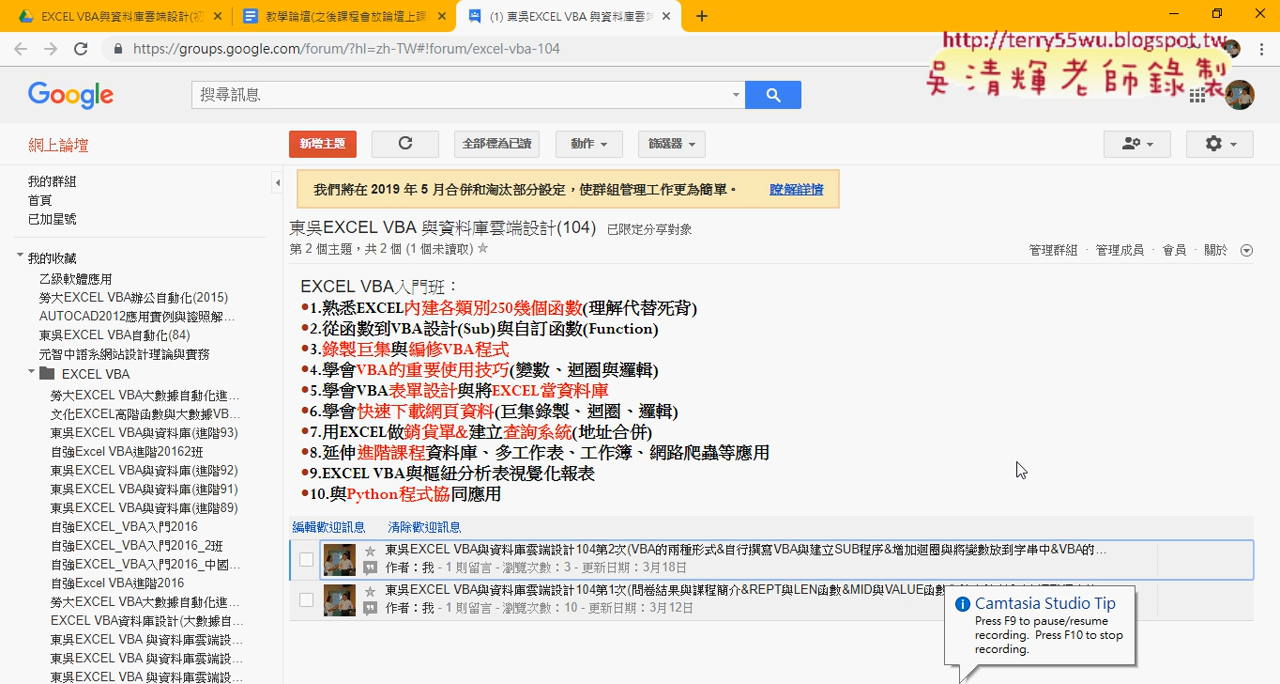 EXCEL VBA與資料庫雲端設計(初
教學論壇(之後課程會放論壇上課
(1) 東吳EXCEL VBA 與資料庫雲
https://groups.google.com/forum/?hl=zh-TW#!forum/excel-vba-104
http://terry55wu.blogspot.tw
吳清輝老師錄製
Google
搜尋訊息
網上論壇
新增主題
全部標為已讀
動作
篩選器
我的群組
首頁
已加星號
我們將在 2019 年 5 月合併和淘汰部分設定，使群組管理工作更為簡單。
瞭解詳情
東吳EXCEL VBA 與資料庫雲端設計(104) 已限定分享對象
第 2 個主題，共 2 個 (1 個未讀取)
管理群組 · 管理成員 · 會員 · 關於
我的收藏
乙級軟體應用
勞大EXCEL VBA辦公自動化(2015)
AUTOCAD2012應用實例與證照解...
東吳EXCEL VBA自動化(84)
元智中語系網站設計理論與實務
EXCEL VBA
勞大EXCEL VBA大數據自動化進...
文化EXCEL高階函數與大數據VB...
東吳EXCEL VBA與資料庫(進階93)
自強Excel VBA進階20162班
東吳EXCEL VBA與資料庫(進階92)
東吳EXCEL VBA與資料庫(進階91)
東吳EXCEL VBA與資料庫(進階89)
自強EXCEL_VBA入門2016
自強EXCEL_VBA入門2016_2班
自強EXCEL_VBA入門2016_中國...
自強Excel VBA進階2016
勞大EXCEL VBA大數據自動化進...
EXCEL VBA資料庫設計(大數據自...
東吳EXCEL VBA 與資料庫雲端設...
東吳EXCEL VBA 與資料庫雲端設...
東吳EXCEL VBA 與資料庫雲端設...
EXCEL VBA入門班：
●1.熟悉EXCEL內建各類別250幾個函數(理解代替死背)
●2.從函數到VBA設計(Sub)與自訂函數(Function)
●3.錄製巨集與編修VBA程式
●4.學會VBA的重要使用技巧(變數、迴圈與邏輯)
●5.學會VBA表單設計與將EXCEL當資料庫
●6.學會快速下載網頁資料(巨集錄製、迴圈、邏輯)
●7.用EXCEL做銷貨單&建立查詢系統(地址合併)
●8.延伸進階課程資料庫、多工作表、工作簿、網路爬蟲等應用
●9.EXCEL VBA與樞紐分析表視覺化報表
●10.與Python程式協同應用
編輯歡迎訊息 清除歡迎訊息
東吳EXCEL VBA與資料庫雲端設計104第2次(VBA的兩種形式&自行撰寫VBA與建立SUB程序&增加迴圈與將變數放到字串中&VBA的...
作者：我 - 1 則留言 - 瀏覽次數：3 - 更新日期：3月18日
東吳EXCEL VBA與資料庫雲端設計104第1次(問卷結果與課程簡介&REPT與LEN函數&MID與VALUE函數
作者：我 - 1 則留言 - 瀏覽次數：10 - 更新日期：3月12日
Camtasia Studio Tip
Press F9 to pause/resume
recording. Press F10 to stop
recording.